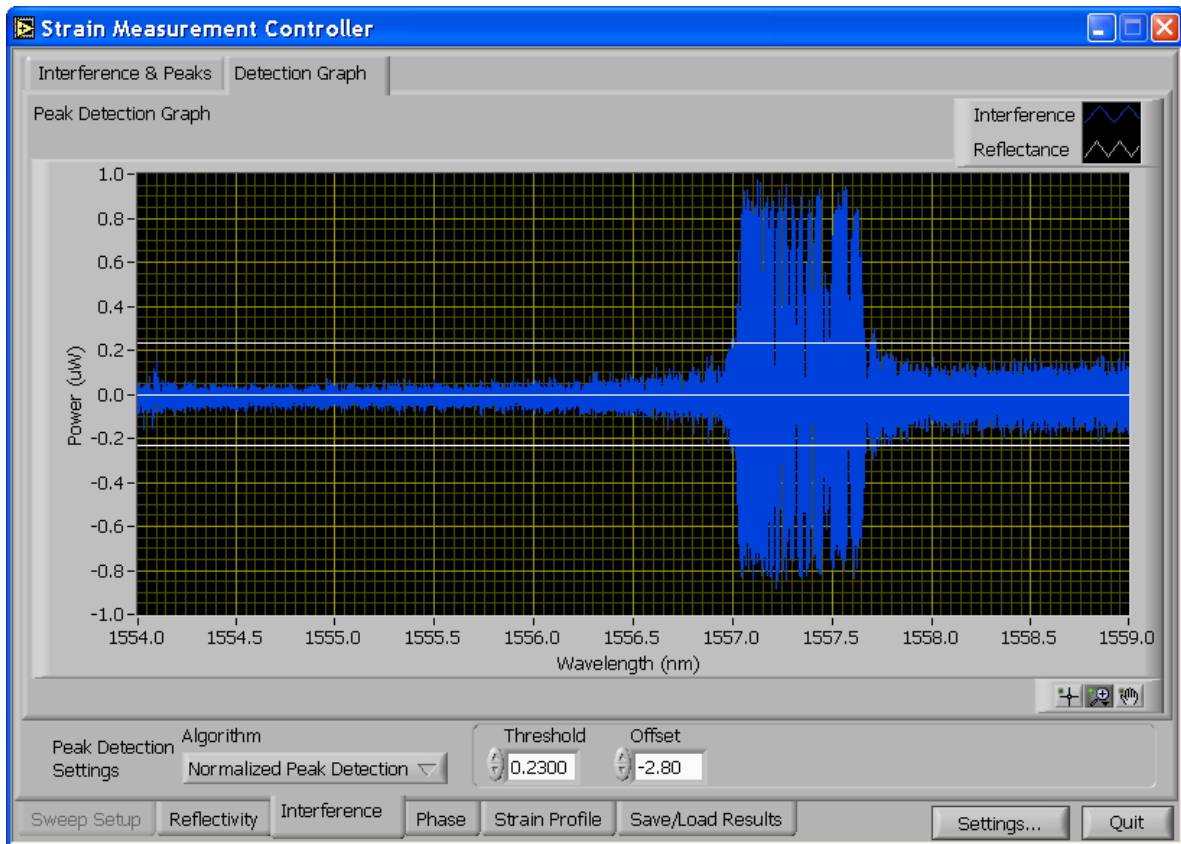 Strain Measurement Controller
Interference & Peaks Detection Graph
Peak Detection Graph
Interference
Reflectance
1.0
0.8
0.6
0.4
0.2
0.0
-0.2
-0.4
-0.6
-0.8
-1.0
Power (uW)
1554.0 1554.5 1555.0 1555.5 1556.0 1556.5 1557.0 1557.5 1558.0 1558.5 1559.0
Wavelength (nm)
Peak Detection Settings
Algorithm
Normalized Peak Detection
Threshold Offset
0.2300 -2.80
Sweep Setup Reflectivity Interference Phase Strain Profile Save/Load Results Settings... Quit